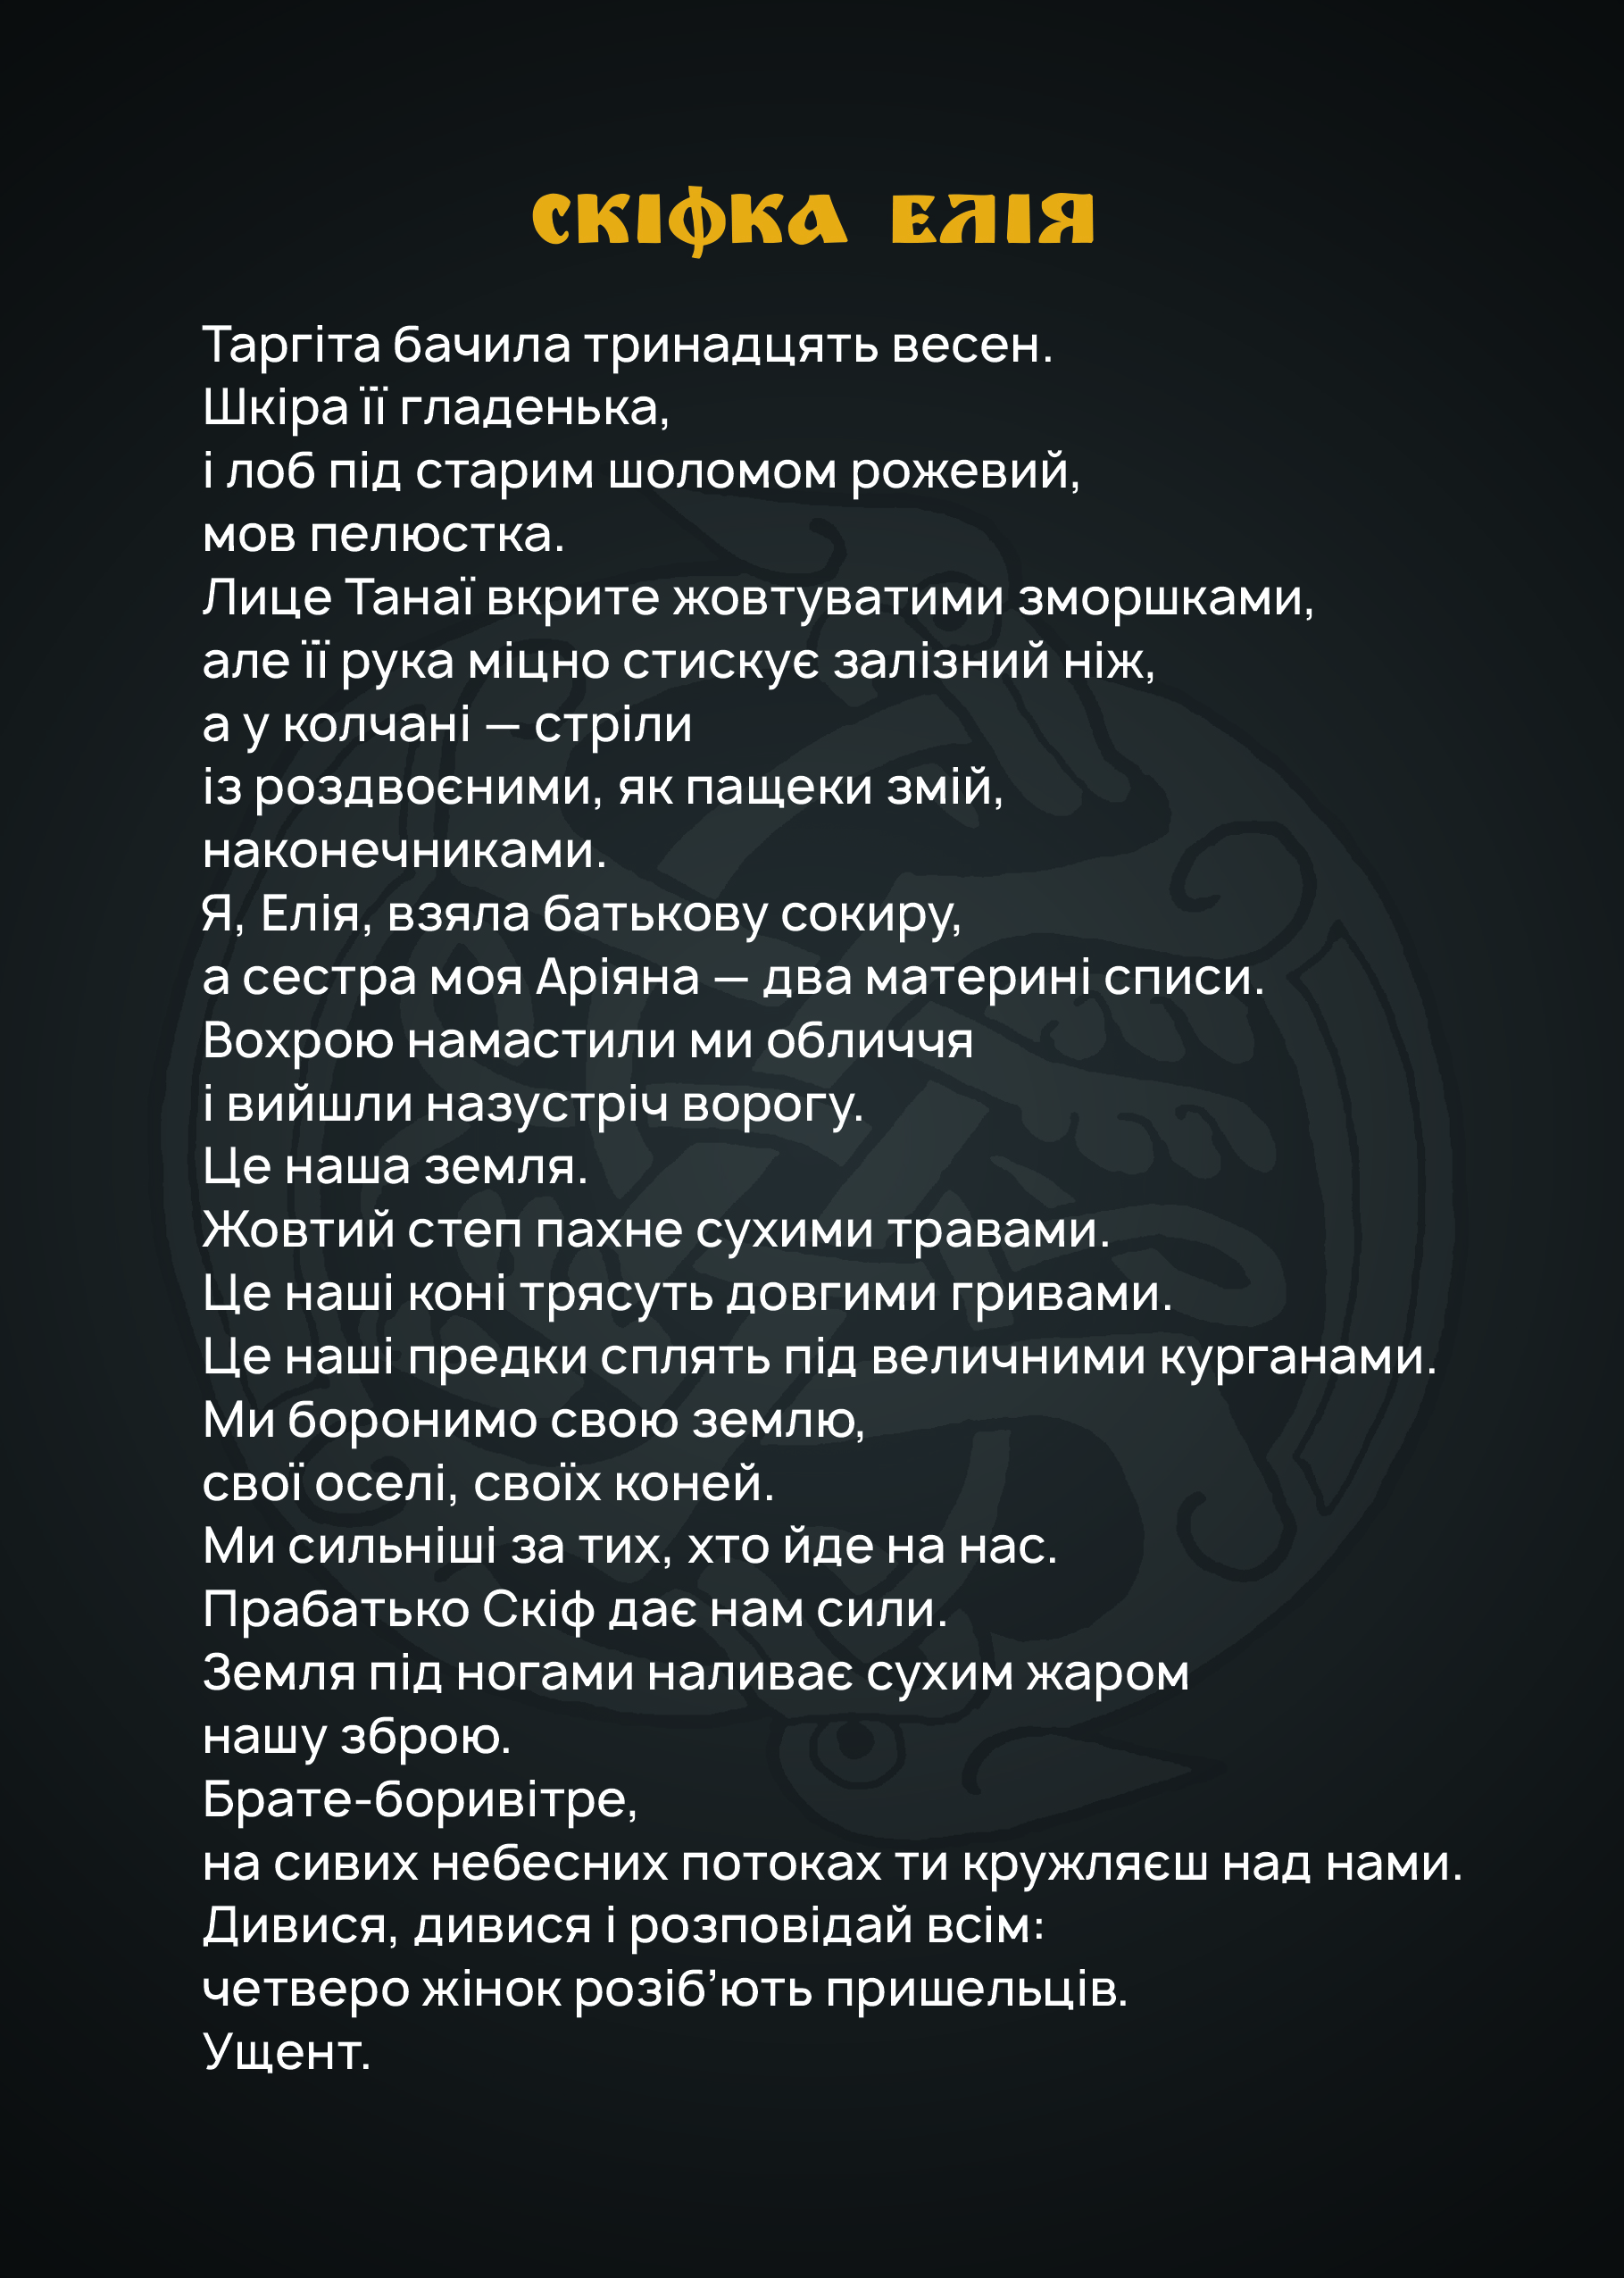 СКІФКА ЕЛІЯ
Таргіта бачила тринадцять весен.
Шкіра її гладенька,
і лоб під старим шоломом рожевий,
мов пелюстка.
Лице Танаї вкрите жовтуватими зморшками,
але її рука міцно стискує залізний ніж,
а у колчані — стріли
із роздвоєними, як пащеки змій,
наконечниками.
Я, Елія, взяла батькову сокиру,
а сестра моя Аріяна — два материні списи.
Вохрою намастили ми обличчя
і вийшли назустріч ворогу.
Це наша земля.
Жовтий степ пахне сухими травами.
Це наші коні трясуть довгими гривами.
Це наші предки сплять під величними курганами.
Ми боронимо свою землю,
свої оселі, своїх коней.
Ми сильніші за тих, хто йде на нас.
Прабатько Скіф дає нам сили.
Земля під ногами наливає сухим жаром
нашу зброю.
Брате-боривітре,
на сивих небесних потоках ти кружляєш над нами.
Дивися, дивися і розповідай всім:
четверо жінок розіб’ють пришельців.
Ущент.